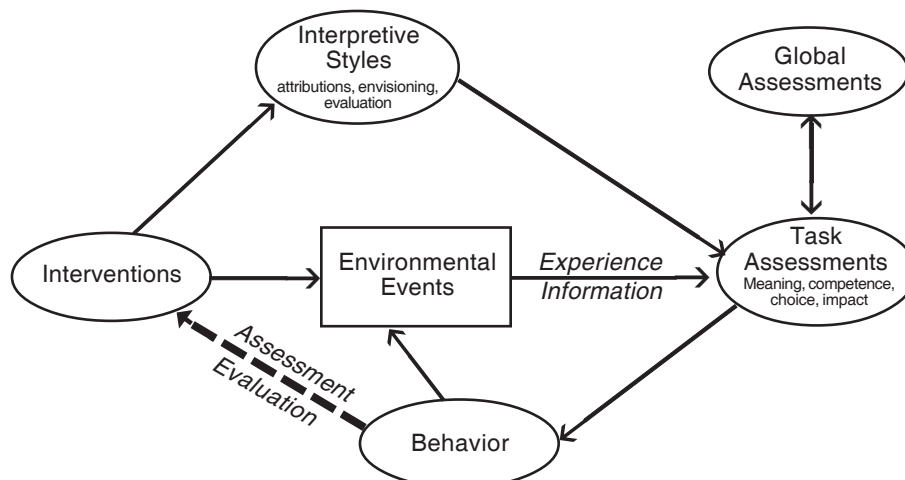 Interpretive
Styles
attributions, envisioning,
evaluation
Global
Assessments
Interventions
Environmental
Events
Experience
Information
Task
Assessments
Meaning, competence,
choice, impact
Assessment
Evaluation
Behavior